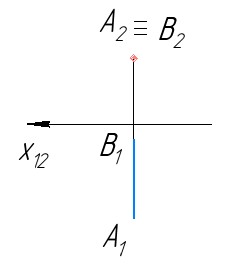 A₂ ≡ B₂
B₁
x₁₂
A₁